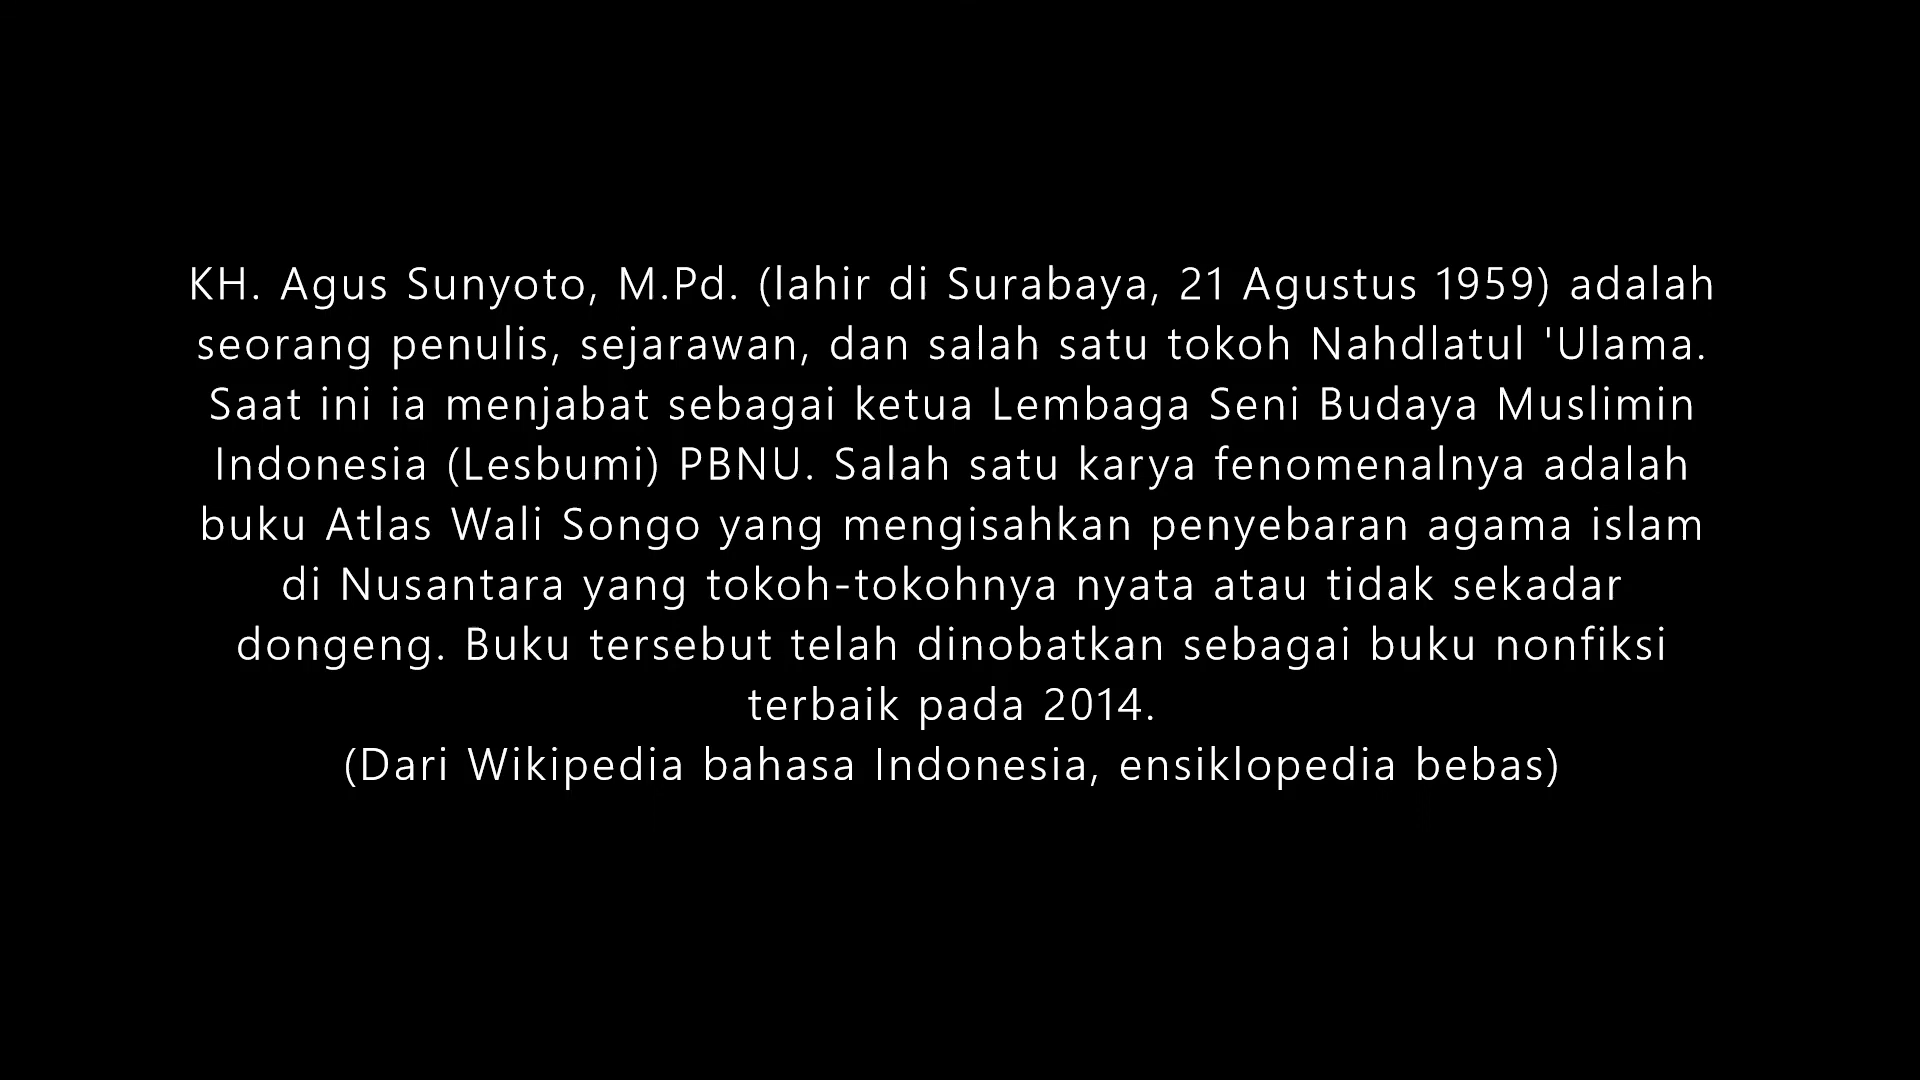 KH. Agus Sunyoto, M.Pd. (lahir di Surabaya, 21 Agustus 1959) adalah
seorang penulis, sejarawan, dan salah satu tokoh Nahdlatul 'Ulama.
Saat ini ia menjabat sebagai ketua Lembaga Seni Budaya Muslimin
Indonesia (Lesbumi) PBNU. Salah satu karya fenomenalnya adalah
buku Atlas Wali Songo yang mengisahkan penyebaran agama islam
di Nusantara yang tokoh-tokohnya nyata atau tidak sekadar
dongeng. Buku tersebut telah dinobatkan sebagai buku nonfiksi
terbaik pada 2014.
(Dari Wikipedia bahasa Indonesia, ensiklopedia bebas)